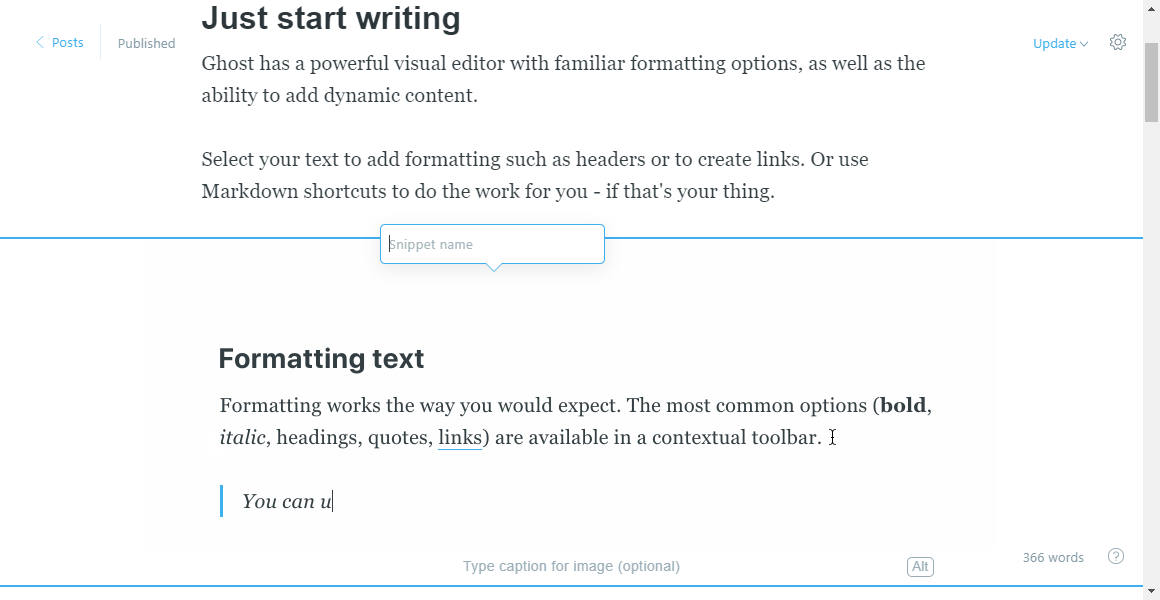 Just start writing
Posts
Published
Update
Ghost has a powerful visual editor with familiar formatting options, as well as the
ability to add dynamic content.
Select your text to add formatting such as headers or to create links. Or use
Markdown shortcuts to do the work for you - if that's your thing.
Snippet name
Formatting text
Formatting works the way you would expect. The most common options (bold,
italic, headings, quotes, links) are available in a contextual toolbar.
You can u
Type caption for image (optional)
Alt
366 words
?